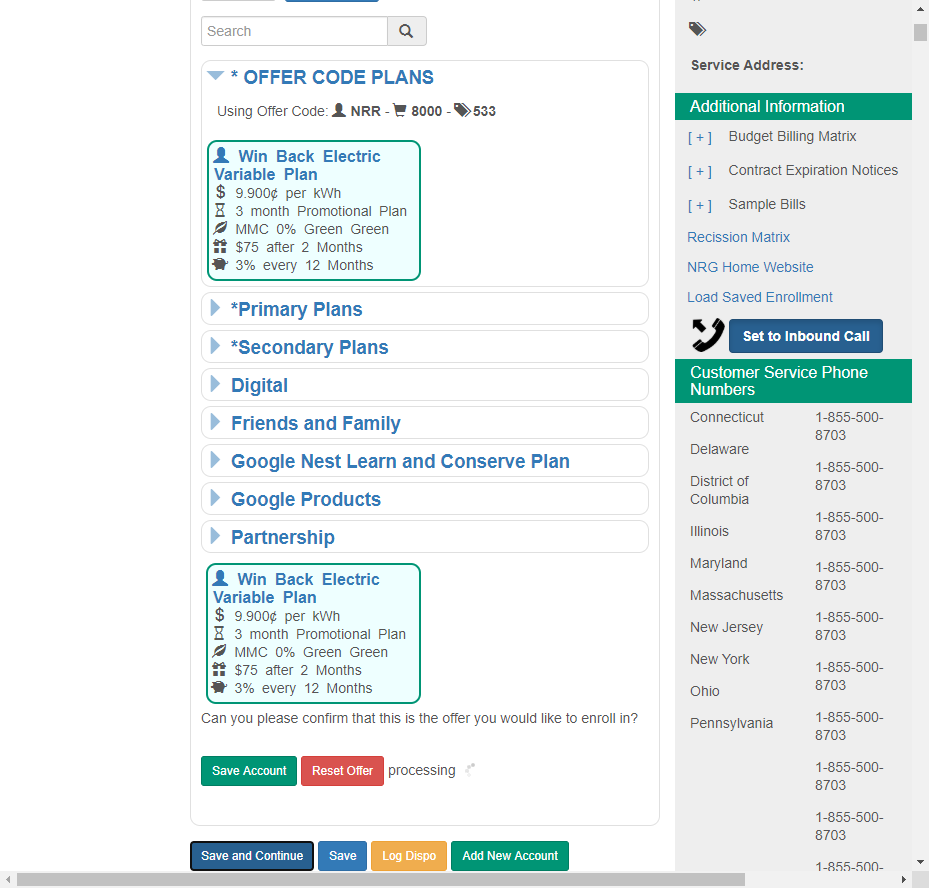 Search
* OFFER CODE PLANS
Using Offer Code: NRR - 8000 - 533
Win Back Electric
Variable Plan
$ 9.900¢ per kWh
3 month Promotional Plan
MMC 0% Green Green
$75 after 2 Months
3% every 12 Months
*Primary Plans
*Secondary Plans
Digital
Friends and Family
Google Nest Learn and Conserve Plan
Google Products
Partnership
Win Back Electric
Variable Plan
$ 9.900¢ per kWh
3 month Promotional Plan
MMC 0% Green Green
$75 after 2 Months
3% every 12 Months
Can you please confirm that this is the offer you would like to enroll in?
Save Account Reset Offer processing
Save and Continue Save Log Dispo Add New Account
Service Address:
Additional Information
[ + ] Budget Billing Matrix
[ + ] Contract Expiration Notices
[ + ] Sample Bills
Recission Matrix
NRG Home Website
Load Saved Enrollment
Set to Inbound Call
Customer Service Phone
Numbers
Connecticut
Delaware
District of
Columbia
Illinois
Maryland
Massachusetts
New Jersey
New York
Ohio
Pennsylvania
1-855-500-
8703
1-855-500-
8703
1-855-500-
8703
1-855-500-
8703
1-855-500-
8703
1-855-500-
8703
1-855-500-
8703
1-855-500-
8703
1-855-500-
8703
1-855-500-